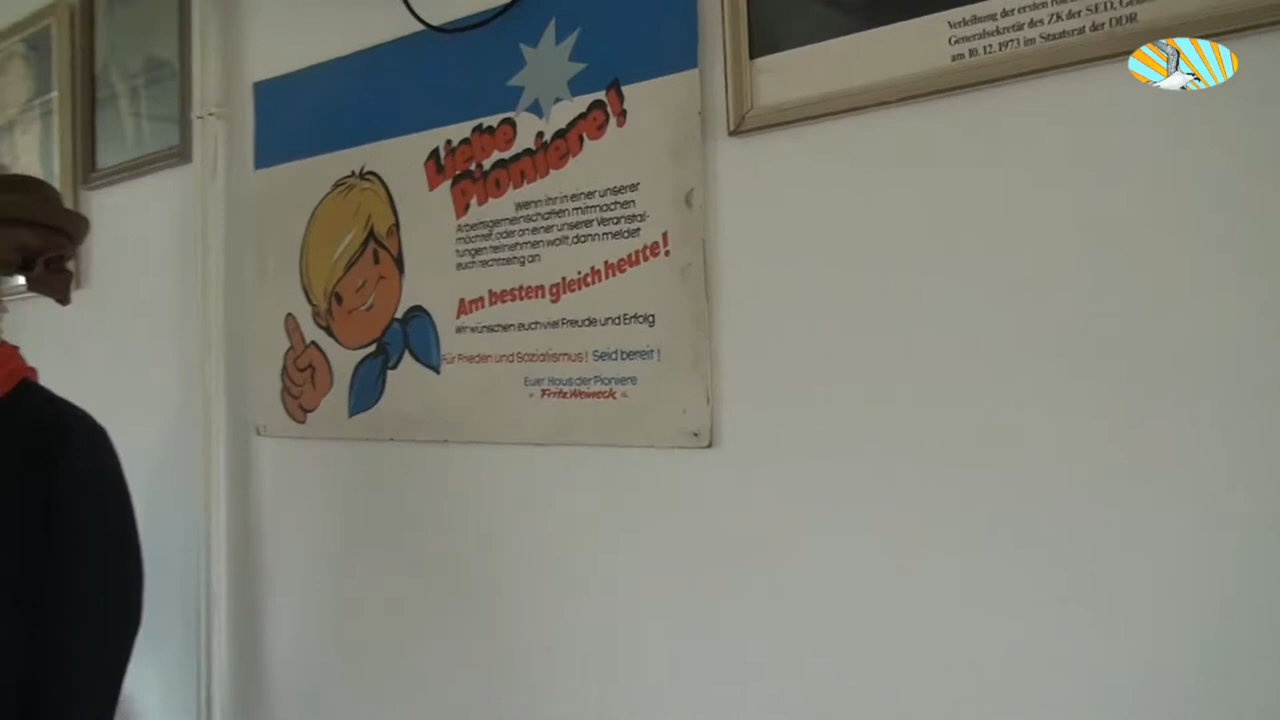 Verleihung der ersten
Generalsekretär des ZK der SED,
am 10. 12. 1973 im Staatsrat der DDR
Liebe
Pioniere!
Wenn ihr in einer unserer
Arbeitsgemeinschaften mitmachen
möchtet, oder an einer unserer Veranstal-
tungen teilnehmen wollt, dann meldet
euch rechtzeitig an
Am besten gleich heute!
Wir wünschen euch viel Freude und Erfolg
Für Frieden und Sozialismus! Seid bereit!
Euer Haus der Pioniere
"Fritz Weineck"